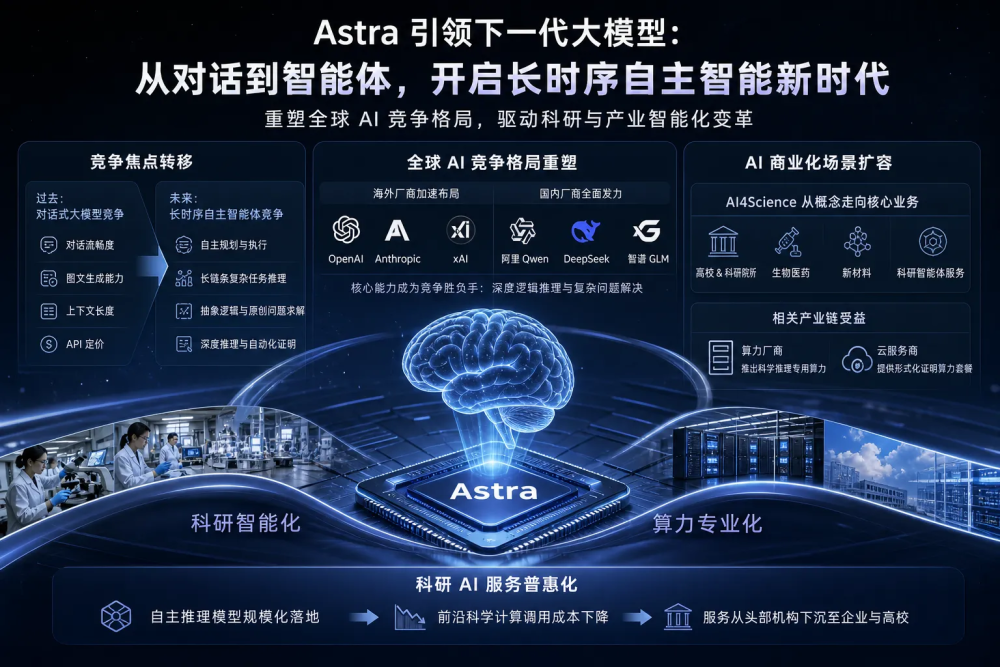 Astra 引领下一代大模型：
从对话到智能体，开启长时序自主智能新时代
重塑全球 AI 竞争格局，驱动科研与产业智能化变革
竞争焦点转移
过去：
对话式大模型竞争
对话流畅度
图文生成能力
上下文长度
API 定价
未来：
长时序自主智能体竞争
自主规划与执行
长链条复杂任务推理
抽象逻辑与原创问题求解
深度推理与自动化证明
全球 AI 竞争格局重塑
海外厂商加速布局
国内厂商全面发力
OpenAI
Anthropic
xAI
阿里 Qwen
DeepSeek
智谱 GLM
核心能力成为竞争胜负手：深度逻辑推理与复杂问题解决
AI 商业化场景扩容
AI4Science 从概念走向核心业务
高校 & 科研院所
生物医药
新材料
科研智能体服务
相关产业链受益
算力厂商
推出科学推理专用算力
云服务商
提供形式化证明算力套餐
Astra
科研智能化
算力专业化
科研 AI 服务普惠化
自主推理模型规模化落地
前沿科学计算调用成本下降
服务从头部机构下沉至企业与高校